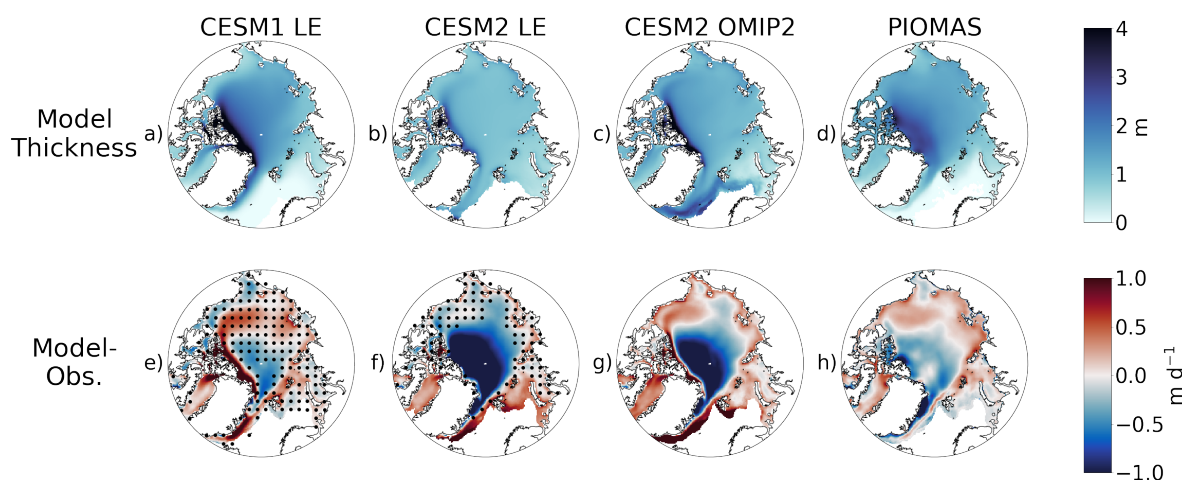 CESM1 LE CESM2 LE CESM2 OMIP2 PIOMAS
Model
Thickness
a) b) c) d)
4
3
2
1
0
m
Model-
Obs.
e) f) g) h)
1.0
0.5
0.0
−0.5
−1.0
m d⁻¹